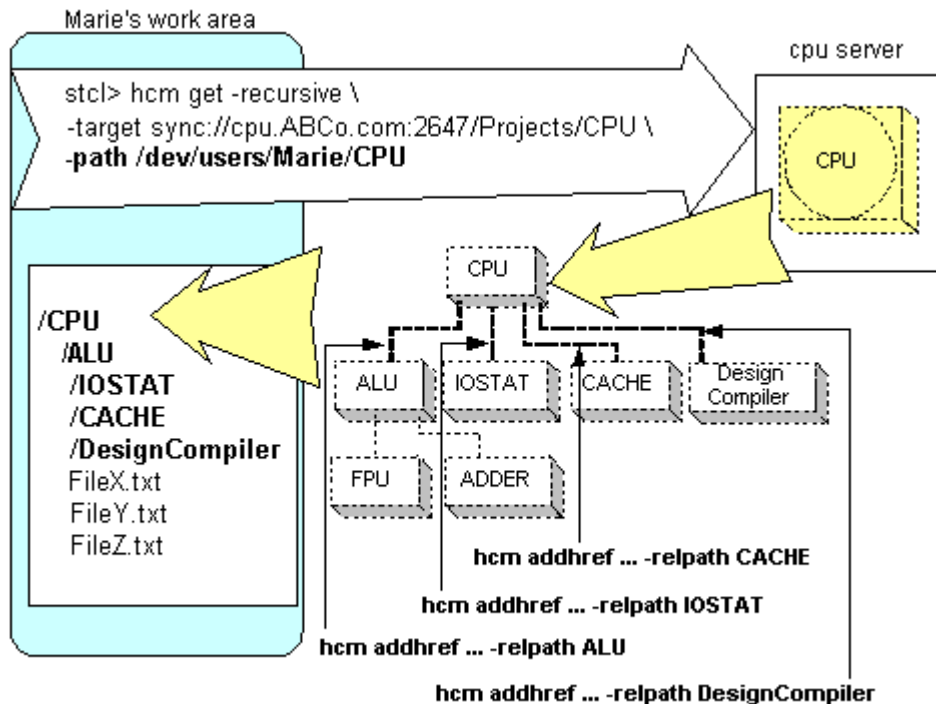 Marie's work area
cpu server
stcl> hcm get -recursive \
-target sync://cpu.ABCo.com:2647/Projects/CPU \
-path /dev/users/Marie/CPU
CPU
CPU
/CPU
/ALU
/IOSTAT
/CACHE
/DesignCompiler
FileX.txt
FileY.txt
FileZ.txt
ALU
IOSTAT
CACHE
Design
Compiler
FPU
ADDER
hcm addhref ... -relpath CACHE
hcm addhref ... -relpath IOSTAT
hcm addhref ... -relpath ALU
hcm addhref ... -relpath DesignCompiler